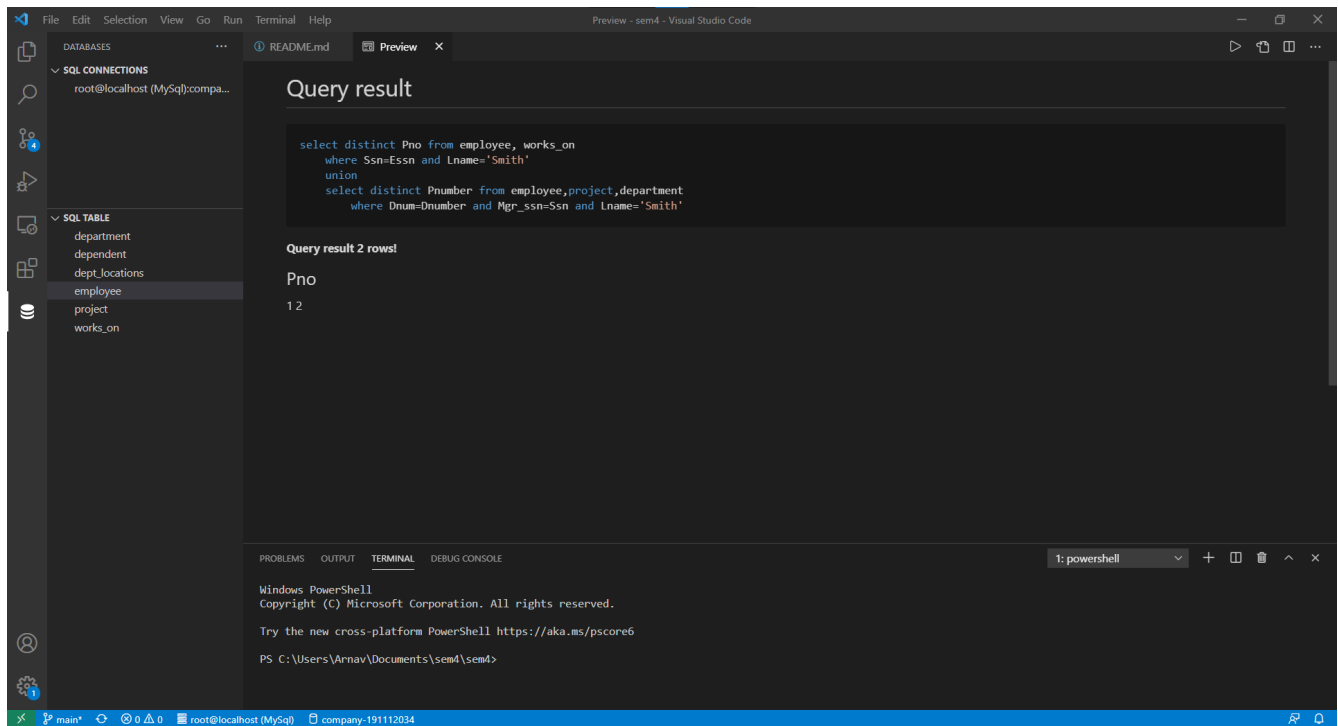 File Edit Selection View Go Run Terminal Help
Preview - sem4 - Visual Studio Code
DATABASES ...
README.md
Preview
SQL CONNECTIONS
root@localhost (MySql):compa...
Query result
select distinct Pno from employee, works_on
where Ssn=Essn and Lname='Smith'
union
select distinct Pnumber from employee,project,department
where Dnum=Dnumber and Mgr_ssn=Ssn and Lname='Smith'
4
SQL TABLE
department
dependent
dept_locations
employee
project
works_on
Query result 2 rows!
Pno
1 2
PROBLEMS OUTPUT TERMINAL DEBUG CONSOLE
1: powershell
Windows PowerShell
Copyright (C) Microsoft Corporation. All rights reserved.
Try the new cross-platform PowerShell https://aka.ms/pscore6
PS C:\Users\Arnav\Documents\sem4\sem4>
1
main* 0 0 root@localhost (MySql) company-191112034